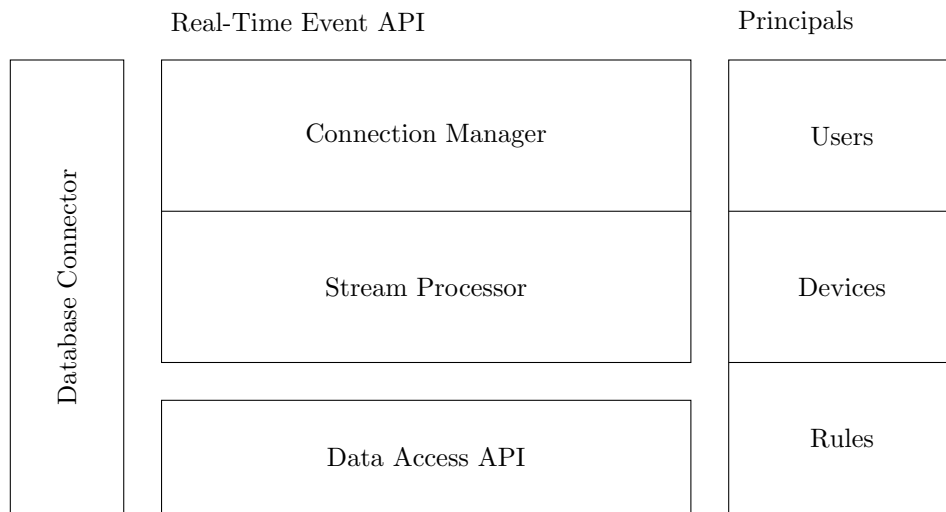 Real-Time Event API
Principals
Database Connector
Connection Manager
Users
Stream Processor
Devices
Data Access API
Rules